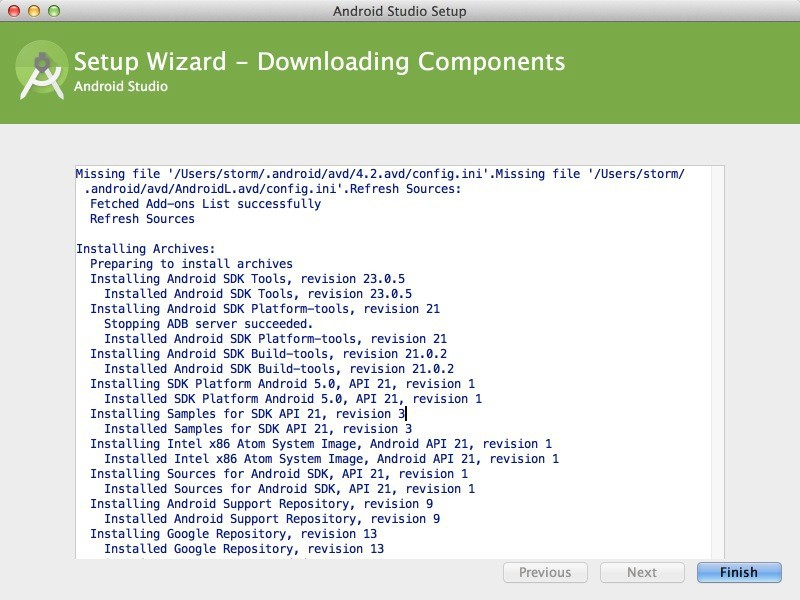 Android Studio Setup
Setup Wizard - Downloading Components
Android Studio
Missing file '/Users/storm/.android/avd/4.2.avd/config.ini'.Missing file '/Users/storm/
.android/avd/AndroidL.avd/config.ini'.Refresh Sources:
Fetched Add-ons List successfully
Refresh Sources
Installing Archives:
Preparing to install archives
Installing Android SDK Tools, revision 23.0.5
Installed Android SDK Tools, revision 23.0.5
Installing Android SDK Platform-tools, revision 21
Stopping ADB server succeeded.
Installed Android SDK Platform-tools, revision 21
Installing Android SDK Build-tools, revision 21.0.2
Installed Android SDK Build-tools, revision 21.0.2
Installing SDK Platform Android 5.0, API 21, revision 1
Installed SDK Platform Android 5.0, API 21, revision 1
Installing Samples for SDK API 21, revision 3
Installed Samples for SDK API 21, revision 3
Installing Intel x86 Atom System Image, Android API 21, revision 1
Installed Intel x86 Atom System Image, Android API 21, revision 1
Installing Sources for Android SDK, API 21, revision 1
Installed Sources for Android SDK, API 21, revision 1
Installing Android Support Repository, revision 9
Installed Android Support Repository, revision 9
Installing Google Repository, revision 13
Installed Google Repository, revision 13
Previous
Next
Finish